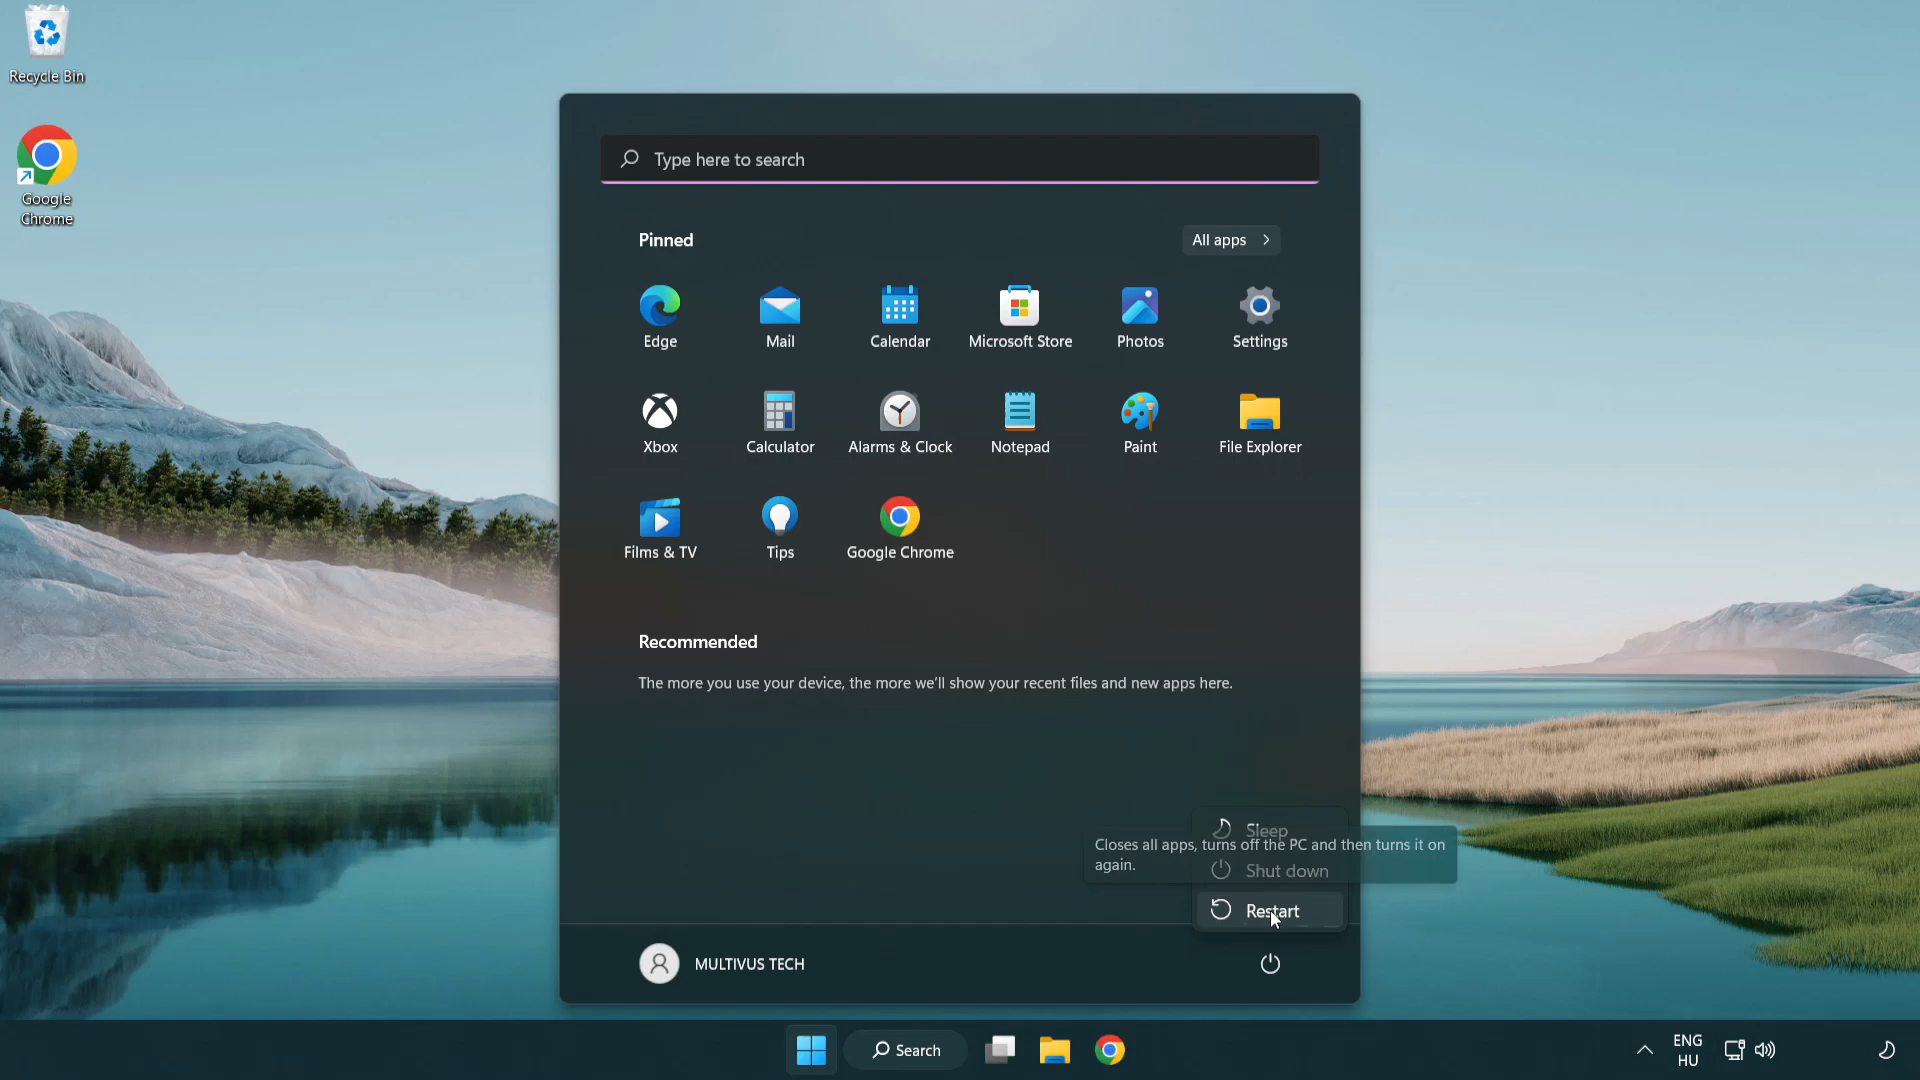 Recycle Bin
Google
Chrome
Type here to search
Pinned
All apps
Edge
Mail
Calendar
Microsoft Store
Photos
Settings
Xbox
Calculator
Alarms & Clock
Notepad
Paint
File Explorer
Films & TV
Tips
Google Chrome
Recommended
The more you use your device, the more we'll show your recent files and new apps here.
Sleep
Closes all apps, turns off the PC and then turns it on
again.
Shut down
Restart
MULTIVUS TECH
Search
ENG
HU